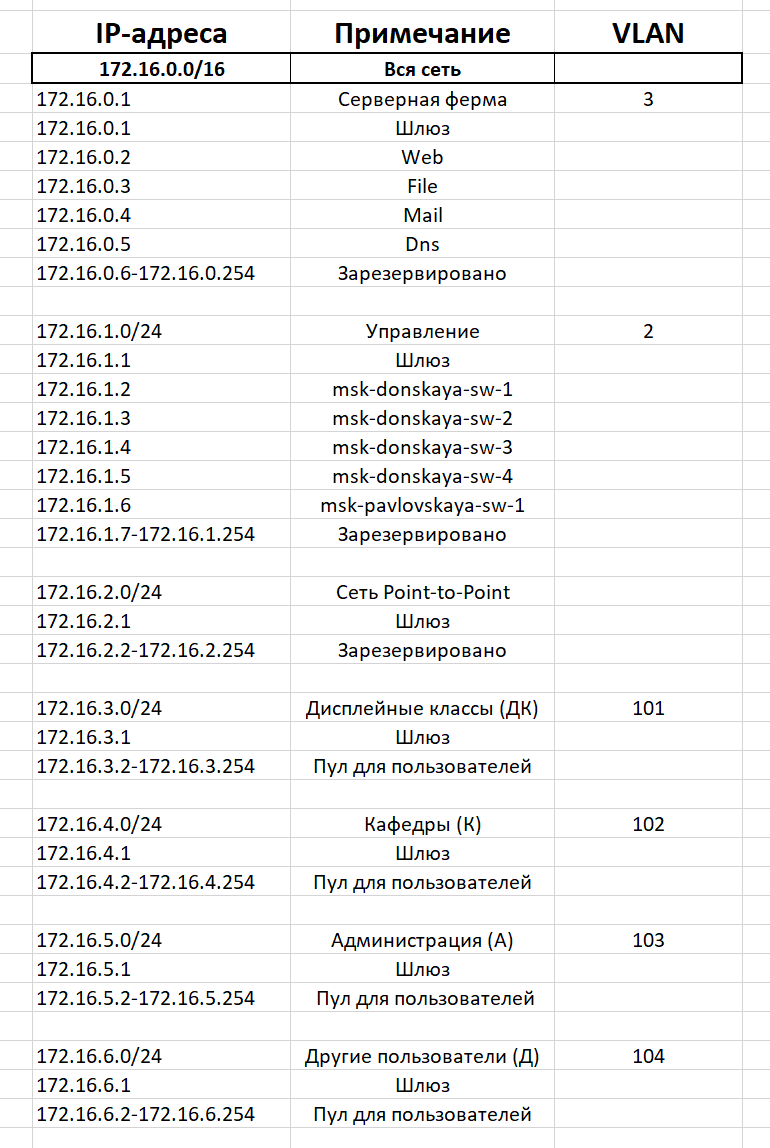 IP-адреса Примечание VLAN
172.16.0.0/16 Вся сеть
172.16.0.1 Серверная ферма 3
172.16.0.1 Шлюз
172.16.0.2 Web
172.16.0.3 File
172.16.0.4 Mail
172.16.0.5 Dns
172.16.0.6-172.16.0.254 Зарезервировано
172.16.1.0/24 Управление 2
172.16.1.1 Шлюз
172.16.1.2 msk-donskaya-sw-1
172.16.1.3 msk-donskaya-sw-2
172.16.1.4 msk-donskaya-sw-3
172.16.1.5 msk-donskaya-sw-4
172.16.1.6 msk-pavlovskaya-sw-1
172.16.1.7-172.16.1.254 Зарезервировано
172.16.2.0/24 Сеть Point-to-Point
172.16.2.1 Шлюз
172.16.2.2-172.16.2.254 Зарезервировано
172.16.3.0/24 Дисплейные классы (ДК) 101
172.16.3.1 Шлюз
172.16.3.2-172.16.3.254 Пул для пользователей
172.16.4.0/24 Кафедры (К) 102
172.16.4.1 Шлюз
172.16.4.2-172.16.4.254 Пул для пользователей
172.16.5.0/24 Администрация (А) 103
172.16.5.1 Шлюз
172.16.5.2-172.16.5.254 Пул для пользователей
172.16.6.0/24 Другие пользователи (Д) 104
172.16.6.1 Шлюз
172.16.6.2-172.16.6.254 Пул для пользователей